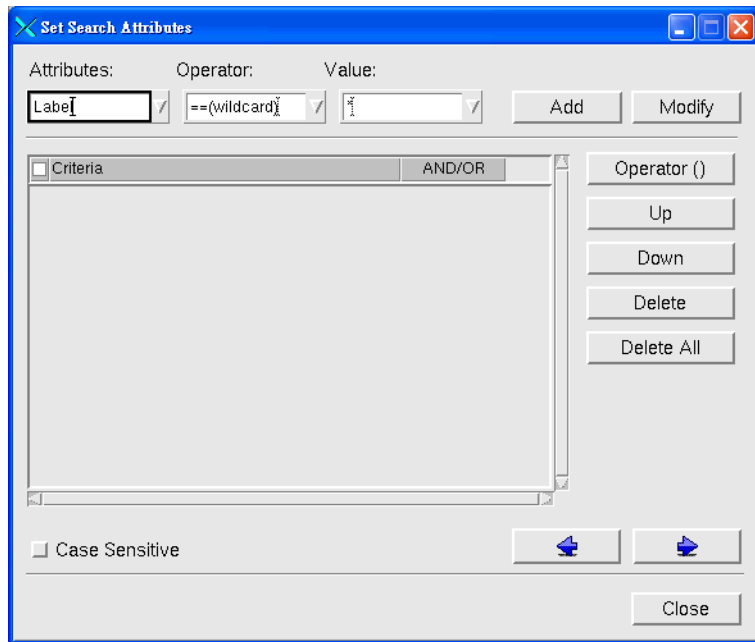 Set Search Attributes
Attributes: Operator: Value:
Label ==(wildcard) * Add Modify
Criteria AND/OR Operator ()
Up
Down
Delete
Delete All
Case Sensitive
Close